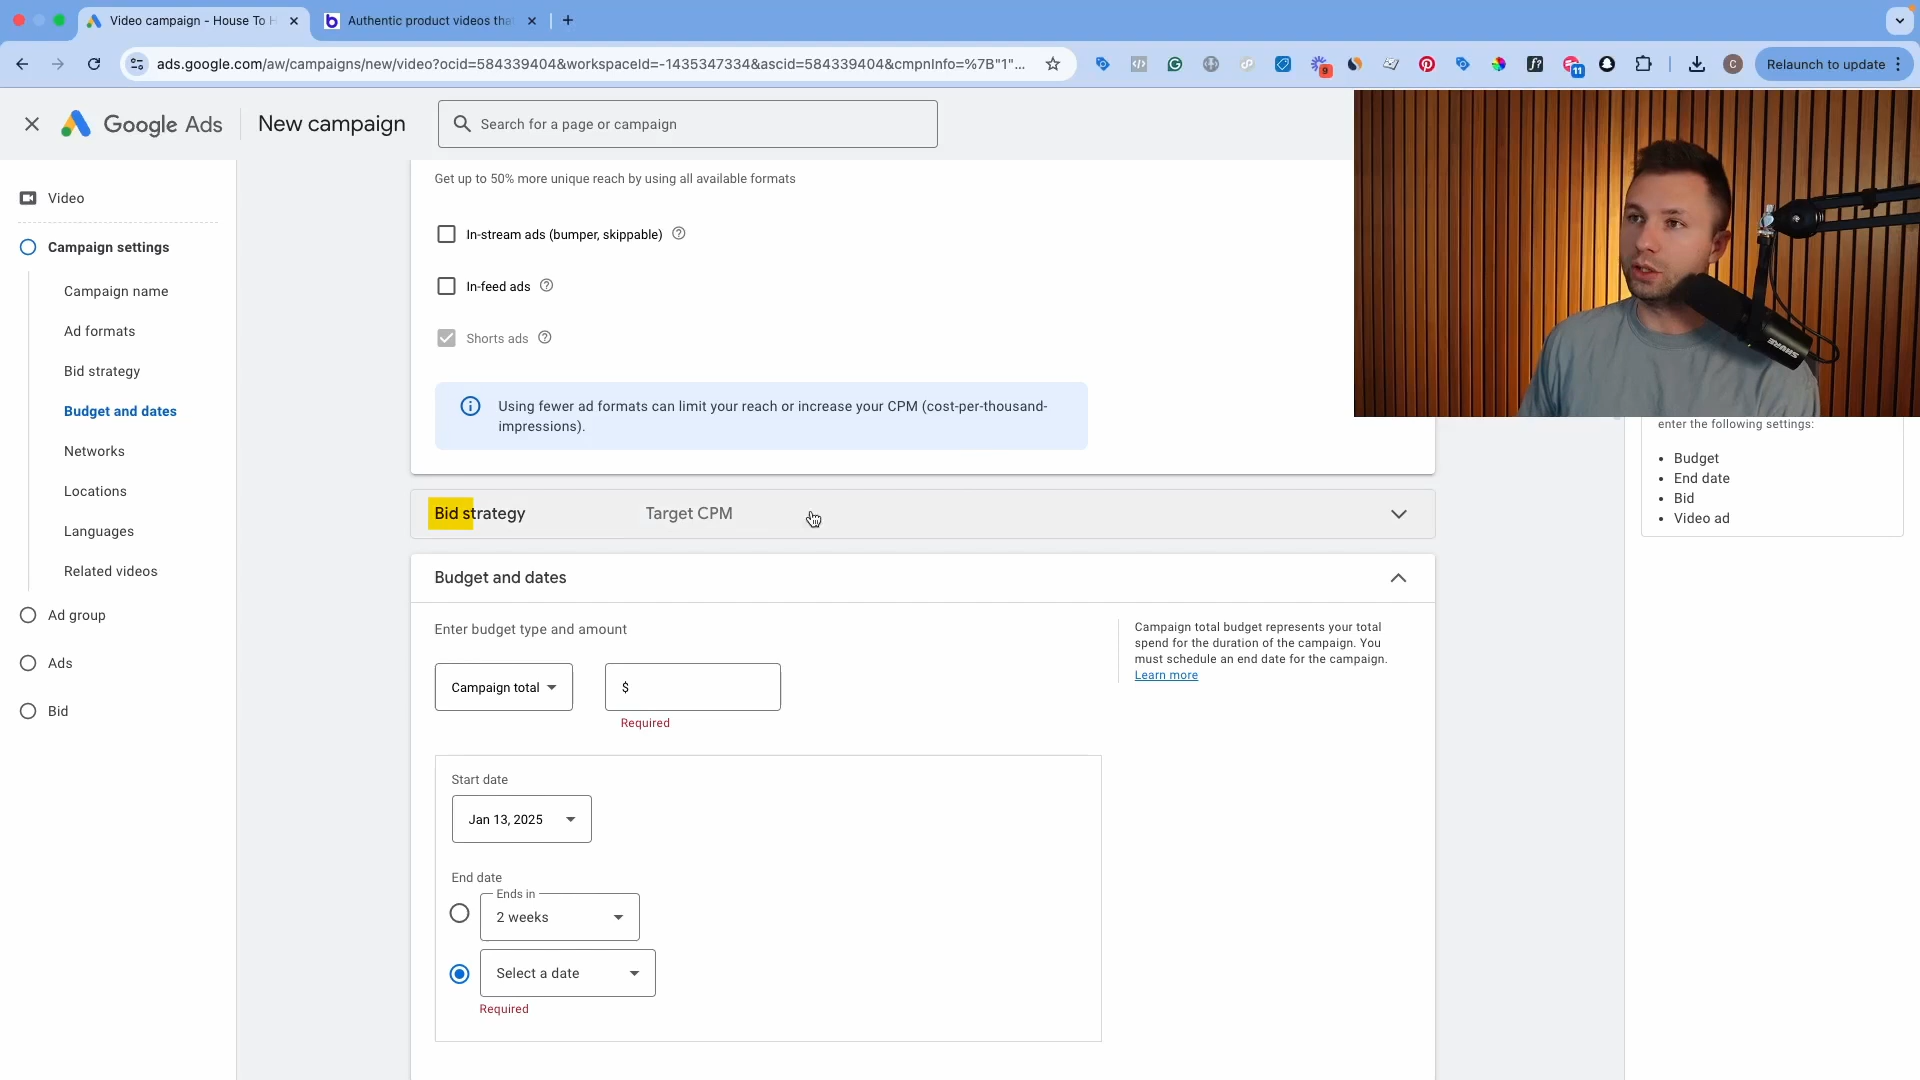 Video campaign - House To H
Authentic product videos tha
ads.google.com/aw/campaigns/new/video?ocid=584339404&workspaceId=-1435347334&ascid=584339404&cmpnInfo=%7B"1"...
9
11
C
Relaunch to update
Google Ads
New campaign
Search for a page or campaign
Video
Campaign settings
Campaign name
Ad formats
Bid strategy
Budget and dates
Networks
Locations
Languages
Related videos
Ad group
Ads
Bid
Get up to 50% more unique reach by using all available formats
In-stream ads (bumper, skippable)
In-feed ads
Shorts ads
Using fewer ad formats can limit your reach or increase your CPM (cost-per-thousand-
impressions).
Bid strategy
Target CPM
Budget and dates
Enter budget type and amount
Campaign total
$
Required
Campaign total budget represents your total
spend for the duration of the campaign. You
must schedule an end date for the campaign.
Learn more
Start date
Jan 13, 2025
End date
Ends in
2 weeks
Select a date
Required
SHURE
enter the following settings:
• Budget
• End date
• Bid
• Video ad